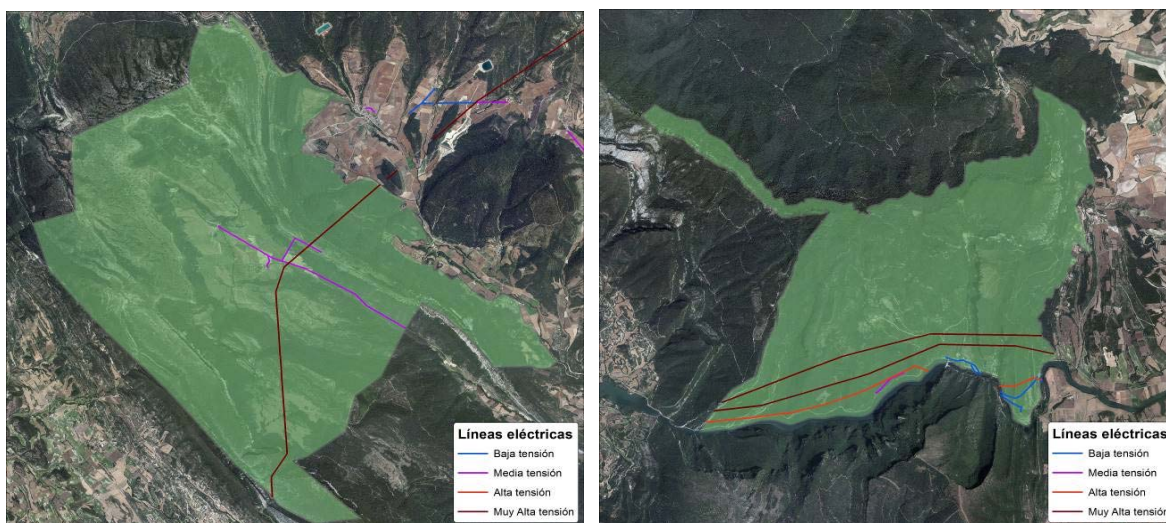 Líneas eléctricas
Baja tensión
Media tensión
Alta tensión
Muy Alta tensión
Líneas eléctricas
Baja tensión
Media tensión
Alta tensión
Muy Alta tensión